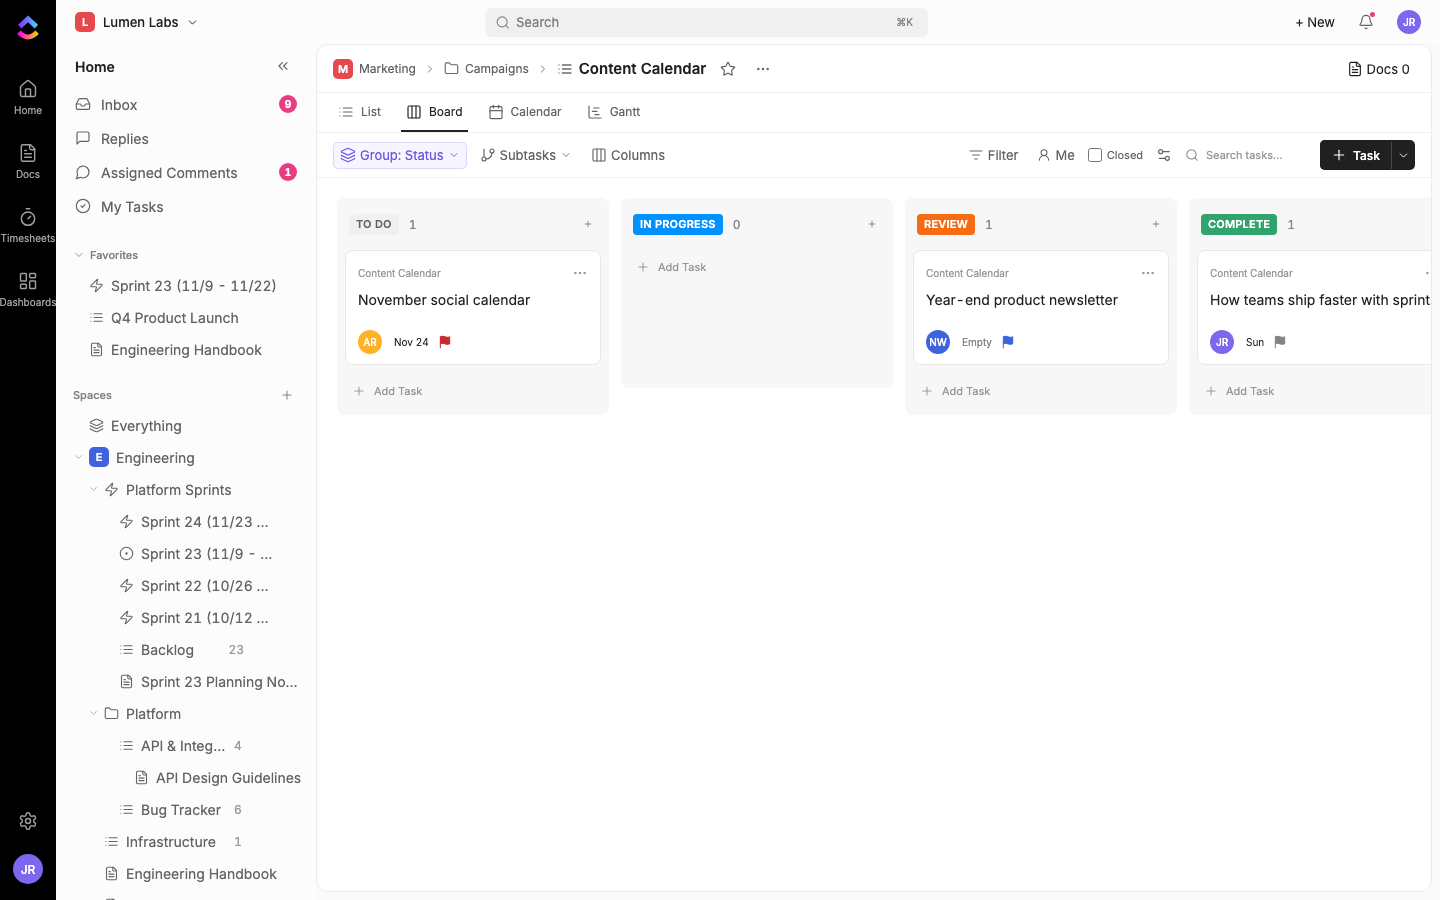 L Lumen Labs
Search ⌘K
+ New
JR
Home
Docs
Timesheets
Dashboards
JR
Home
Inbox 9
Replies
Assigned Comments 1
My Tasks
Favorites
Sprint 23 (11/9 - 11/22)
Q4 Product Launch
Engineering Handbook
Spaces
Everything
E Engineering
Platform Sprints
Sprint 24 (11/23 ...
Sprint 23 (11/9 - ...
Sprint 22 (10/26 ...
Sprint 21 (10/12 ...
Backlog 23
Sprint 23 Planning No...
Platform
API & Integ... 4
API Design Guidelines
Bug Tracker 6
Infrastructure 1
Engineering Handbook
M Marketing Campaigns Content Calendar
Docs 0
List Board Calendar Gantt
Group: Status Subtasks Columns
Filter Me Closed Search tasks... Task
TO DO 1
Content Calendar
November social calendar
AR Nov 24
Add Task
IN PROGRESS 0
Add Task
REVIEW 1
Content Calendar
Year-end product newsletter
NW Empty
Add Task
COMPLETE 1
Content Calendar
How teams ship faster with sprint
JR Sun
Add Task